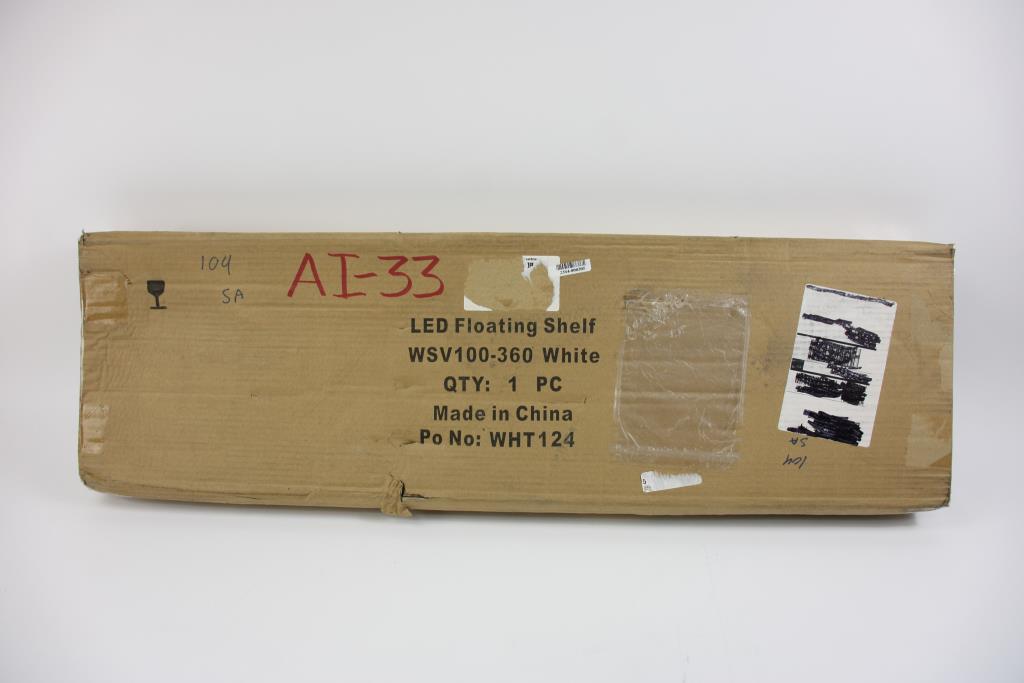 104
SA
AI-33
LED Floating Shelf
WSV100-360 White
QTY: 1 PC
Made in China
Po No: WHT124
SA
104